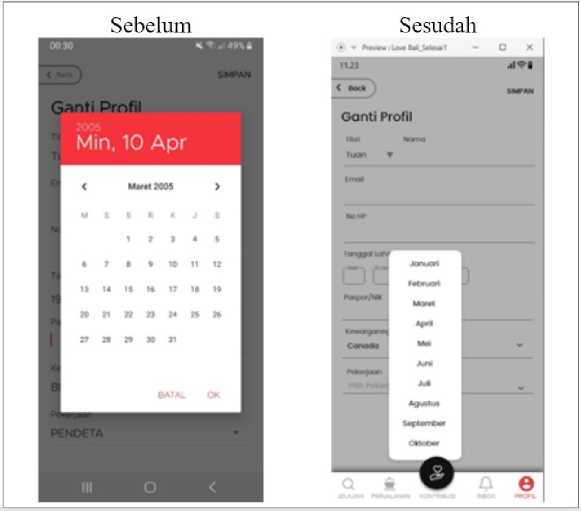 Sebelum
Sesudah
00:30
49%
Back
SIMPAN
Ganti Profil
2005
Min, 10 Apr
Maret 2005
M S S R K J S
1 2 3 4 5
6 7 8 9 10 11 12
13 14 15 16 17 18 19
20 21 22 23 24 25 26
27 28 29 30 31
BATAL OK
Pekerjaan
PENDETA
Preview : Love Bali_Selesai1
11.23
Back
SIMPAN
Ganti Profil
Titel Nama
Tuan
Email
No HP
Tanggal Lahir
Paspor/NIK
Canada
Pekerjaan
Januari
Februari
Maret
April
Mei
Juni
Juli
Agustus
September
Oktober
JELAJAH PERJALANAN KONTRIBUSI INBOX PROFIL